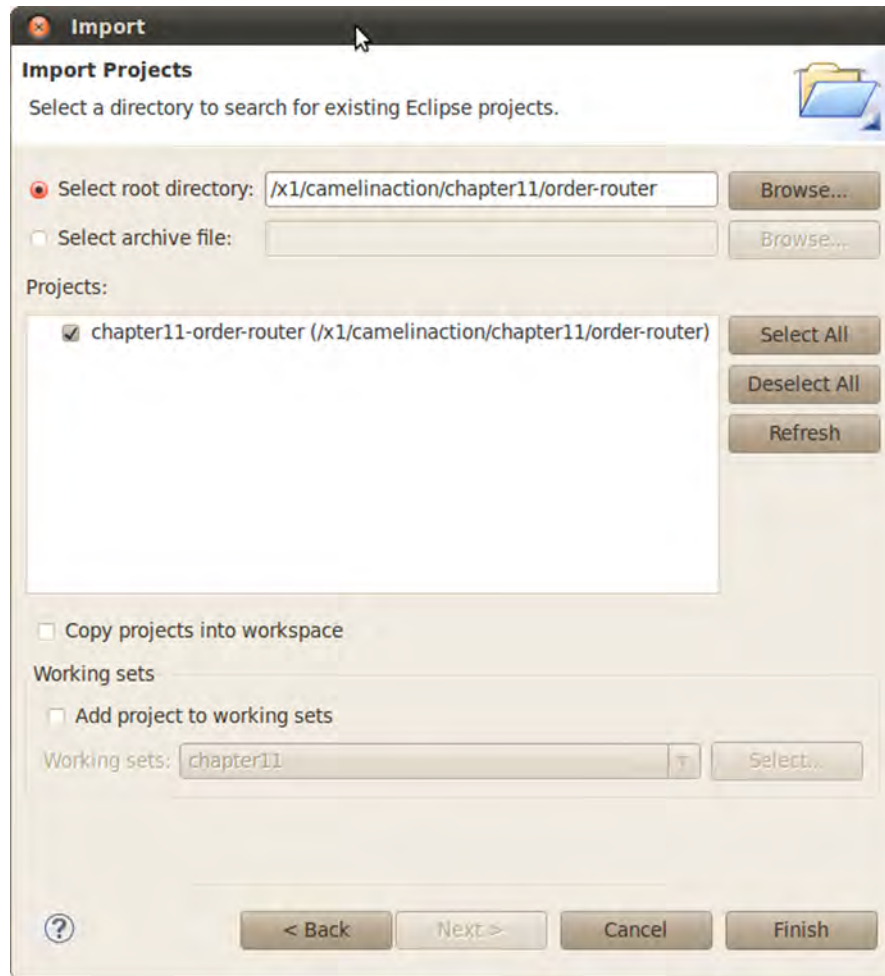 Import
Import Projects
Select a directory to search for existing Eclipse projects.
Select root directory: /x1/camelinaction/chapter11/order-router Browse...
Select archive file: Browse...
Projects:
chapter11-order-router (/x1/camelinaction/chapter11/order-router) Select All
Deselect All
Refresh
Copy projects into workspace
Working sets
Add project to working sets
Working sets: chapter11 Select...
? < Back Next > Cancel Finish